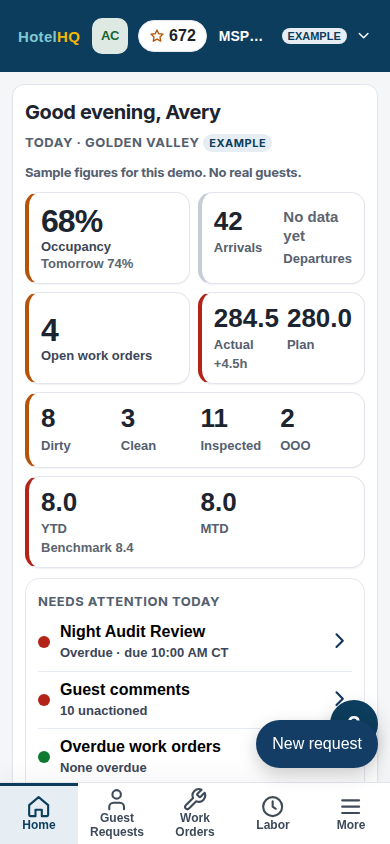 HotelHQ AC 672 MSP… EXAMPLE
Good evening, Avery
TODAY · GOLDEN VALLEY EXAMPLE
Sample figures for this demo. No real guests.
68%
Occupancy
Tomorrow 74%
42
Arrivals
No data yet
Departures
4
Open work orders
284.5 280.0
Actual Plan
+4.5h
8 3 11 2
Dirty Clean Inspected OOO
8.0 8.0
YTD MTD
Benchmark 8.4
NEEDS ATTENTION TODAY
Night Audit Review
Overdue · due 10:00 AM CT
Guest comments
10 unactioned
Overdue work orders
None overdue
New request
Home
Guest Requests
Work Orders
Labor
More